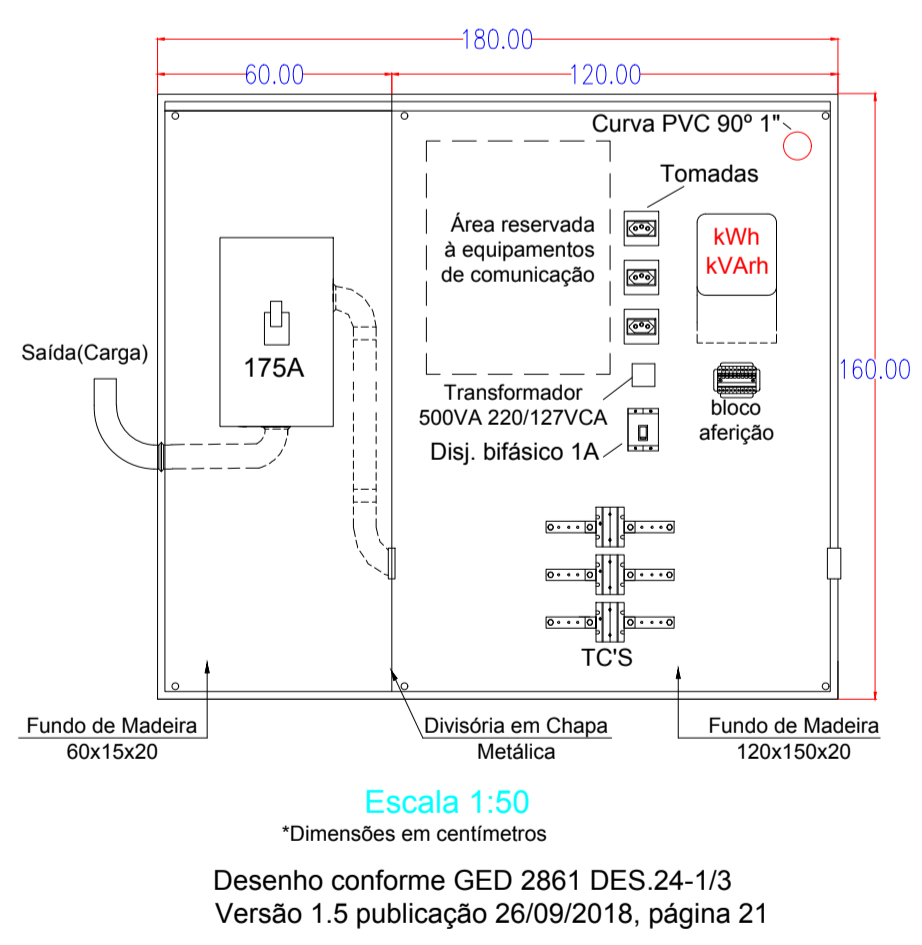 180.00
60.00
120.00
Curva PVC 90º 1"
Tomadas
Área reservada
à equipamentos
de comunicação
kWh
kVArh
Saída(Carga)
175A
160.00
Transformador
500VA 220/127VCA
bloco
aferição
Disj. bifásico 1A
TC'S
Fundo de Madeira
60x15x20
Divisória em Chapa
Metálica
Fundo de Madeira
120x150x20
Escala 1:50
*Dimensões em centímetros
Desenho conforme GED 2861 DES.24-1/3
Versão 1.5 publicação 26/09/2018, página 21